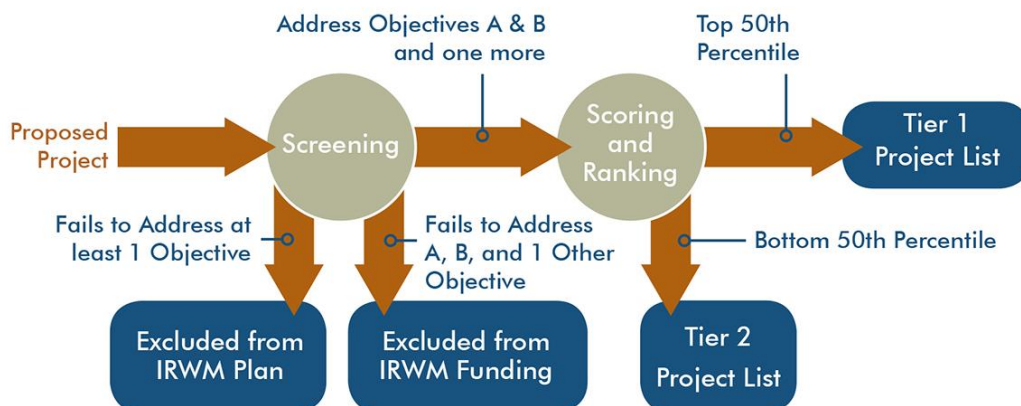 Address Objectives A & B
and one more
Top 50th
Percentile
Proposed
Project
Screening
Scoring
and
Ranking
Tier 1
Project List
Fails to Address at
least 1 Objective
Fails to Address
A, B, and 1 Other
Objective
Bottom 50th Percentile
Excluded from
IRWM Plan
Excluded from
IRWM Funding
Tier 2
Project List